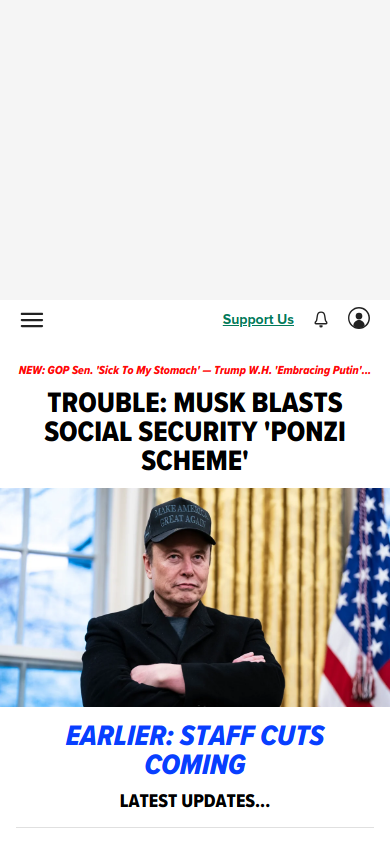 Support Us
NEW: GOP Sen. 'Sick To My Stomach' — Trump W.H. 'Embracing Putin'...
TROUBLE: MUSK BLASTS
SOCIAL SECURITY 'PONZI
SCHEME'
MAKE AMERICA
GREAT AGAIN
EARLIER: STAFF CUTS
COMING
LATEST UPDATES...